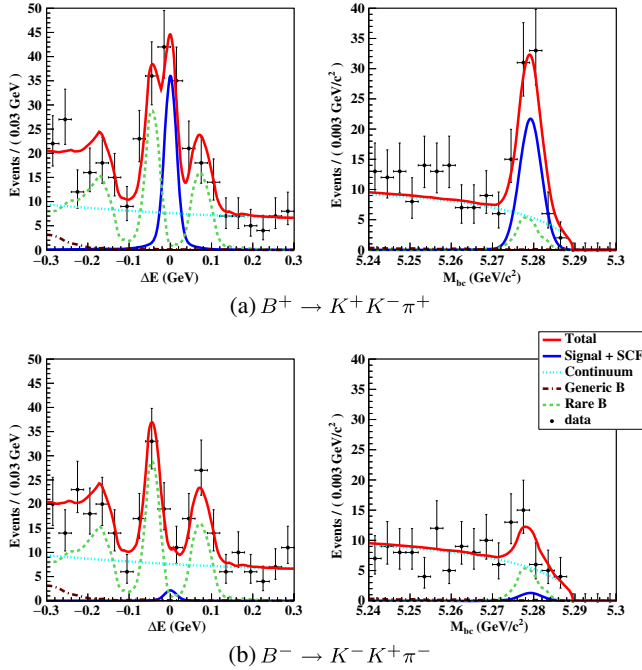 50
45
40
35
30
25
20
15
10
5
0
Events / ( 0.03 GeV )
−0.3 −0.2 −0.1 0 0.1 0.2 0.3
ΔE (GeV)
40
35
30
25
20
15
10
5
0
Events / ( 0.003 GeV/c²)
5.24 5.25 5.26 5.27 5.28 5.29 5.3
M_bc (GeV/c²)
(a) B⁺ → K⁺K⁻π⁺
50
45
40
35
30
25
20
15
10
5
0
Events / ( 0.03 GeV )
−0.3 −0.2 −0.1 0 0.1 0.2 0.3
ΔE (GeV)
40
35
30
25
20
15
10
5
0
Events / ( 0.003 GeV/c²)
5.24 5.25 5.26 5.27 5.28 5.29 5.3
M_bc (GeV/c²)
Total
Signal + SCF
Continuum
Generic B
Rare B
data
(b) B⁻ → K⁻K⁺π⁻